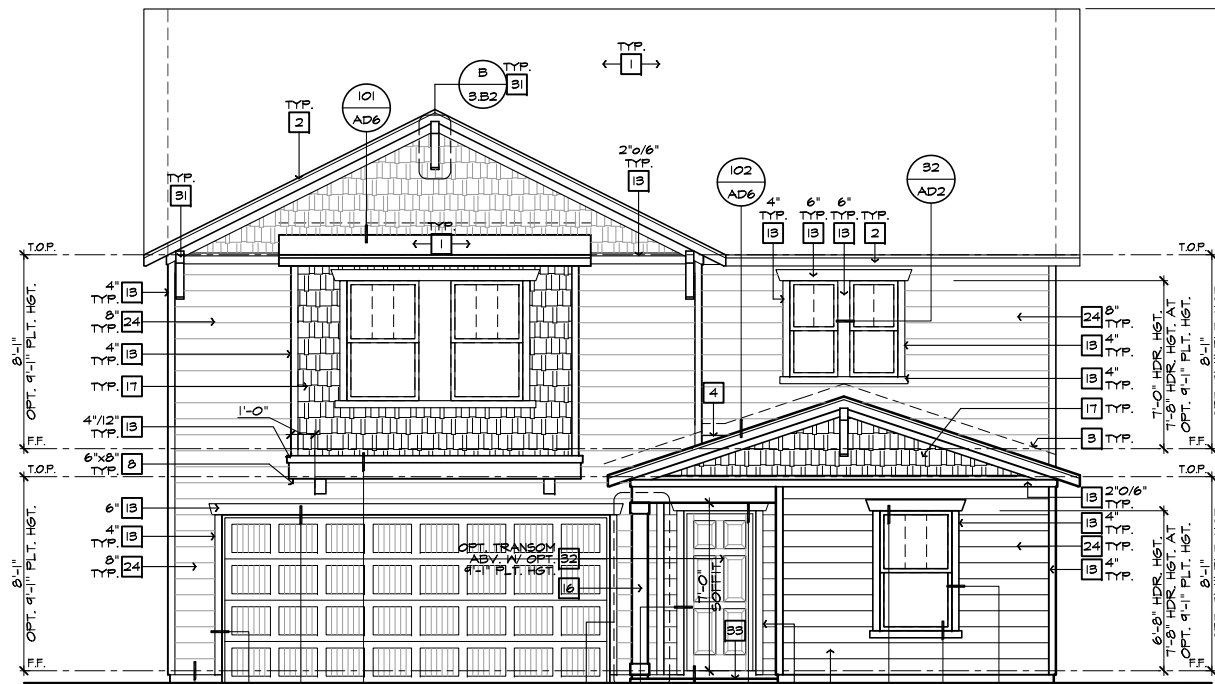 TYP.
1
B
3.B2
TYP.
31
101
AD6
TYP.
2
2"o/6"
TYP.
13
102
AD6
32
AD2
TYP.
31
4"
TYP.
13
6"
TYP.
13
6"
TYP.
13
TYP.
2
TYP.
1
T.O.P.
T.O.P.
4"
TYP.
13
8"
TYP.
24
4"
TYP.
13
TYP.
17
1'-0"
4"/12"
TYP.
13
F.F.
6"x8"
TYP.
8
8'-1"
OPT. 9'-1" PLT. HGT.
4
24
8"
TYP.
13
4"
TYP.
13
4"
TYP.
17
TYP.
3
TYP.
7'-0" HDR. HGT.
7'-8" HDR. HGT. AT
OPT. 9'-1" PLT. HGT.
8'-1"
F.F.
T.O.P.
T.O.P.
6"
13
4"
TYP.
13
8"
TYP.
24
8'-1"
OPT. 9'-1" PLT. HGT.
F.F.
OPT. TRANSOM
ABV. W/ OPT.
9'-1" PLT. HGT.
32
16
7'-0"
SOFFIT
33
13
2"o/6"
TYP.
13
4"
TYP.
24
13
4"
TYP.
6'-8" HDR. HGT.
7'-8" HDR. HGT. AT
OPT. 9'-1" PLT. HGT.
8'-1"
F.F.